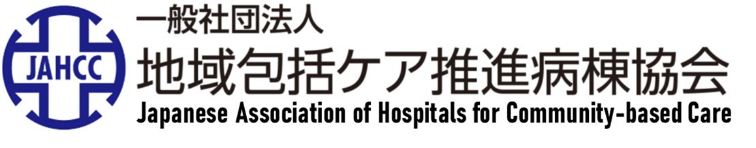 JAHCC
一般社団法人
地域包括ケア推進病棟協会
Japanese Association of Hospitals for Community-based Care